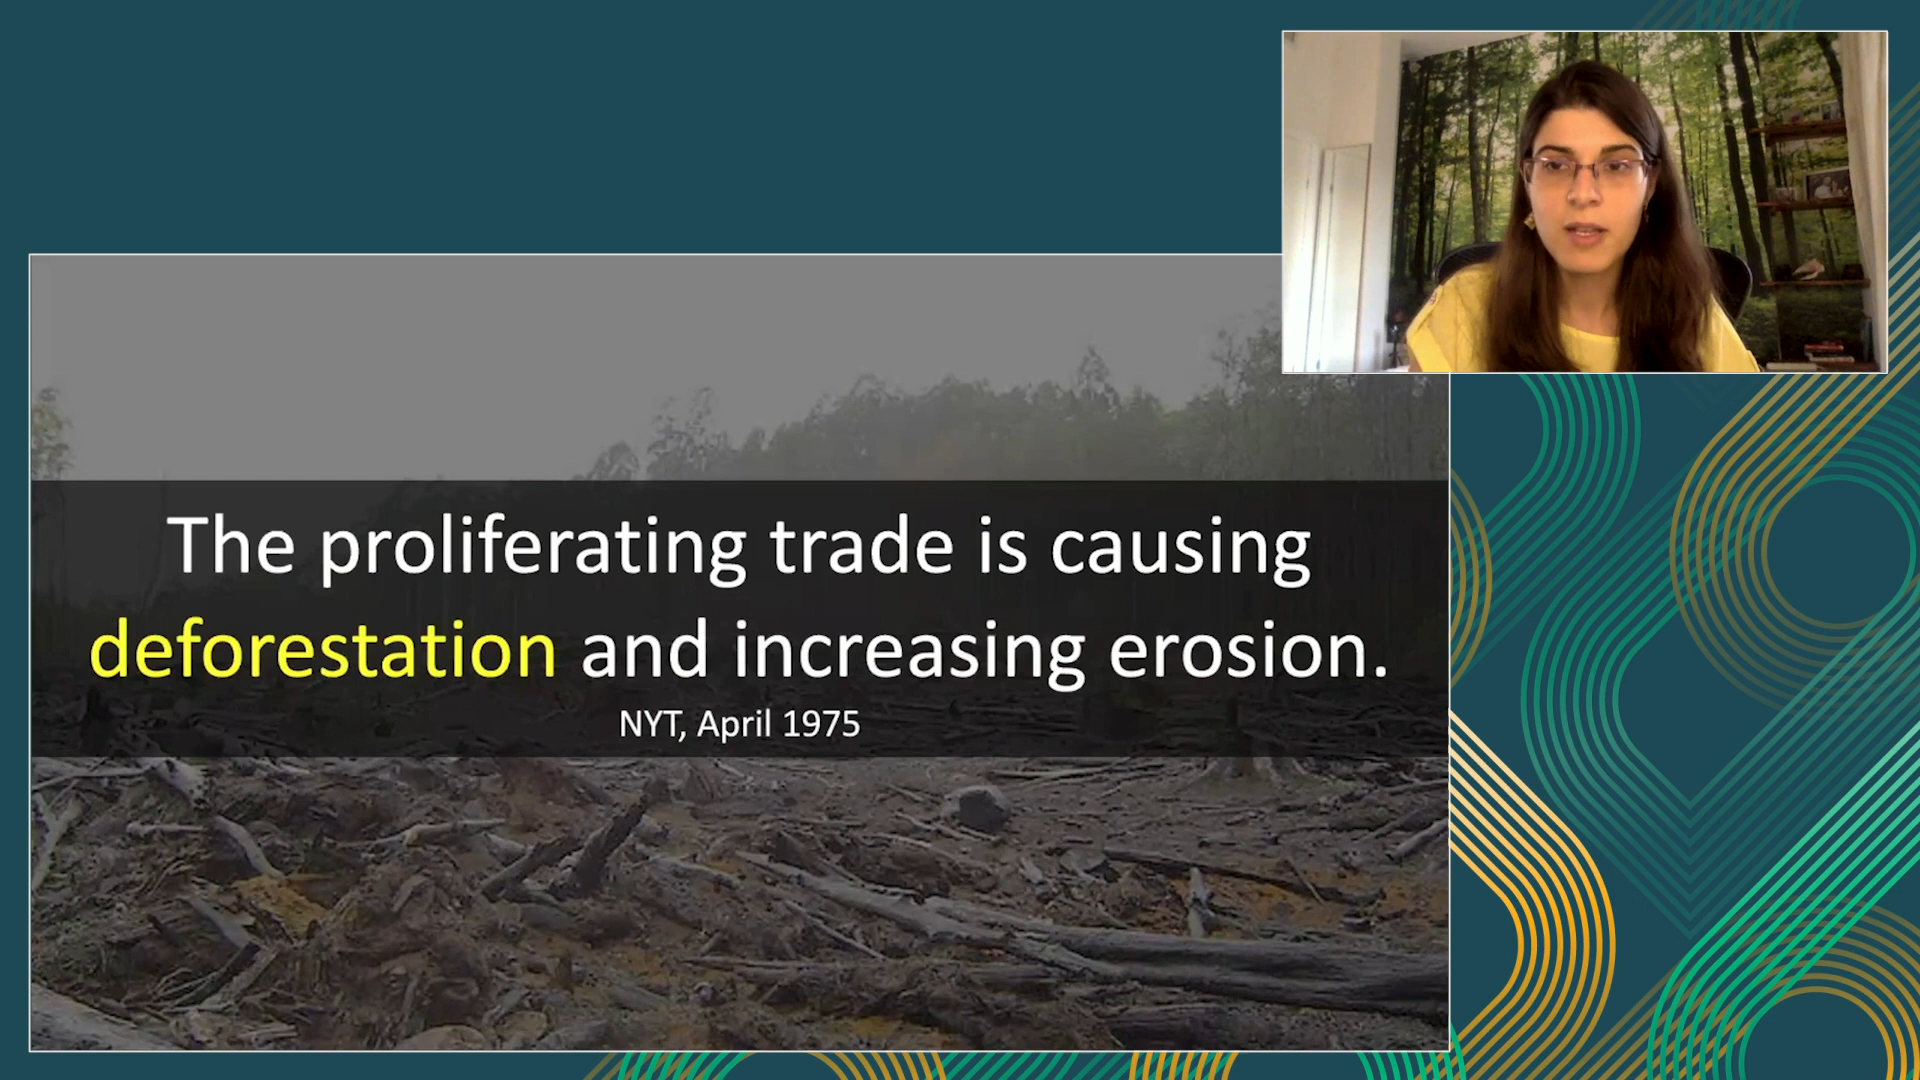 The proliferating trade is causing
deforestation and increasing erosion.
NYT, April 1975